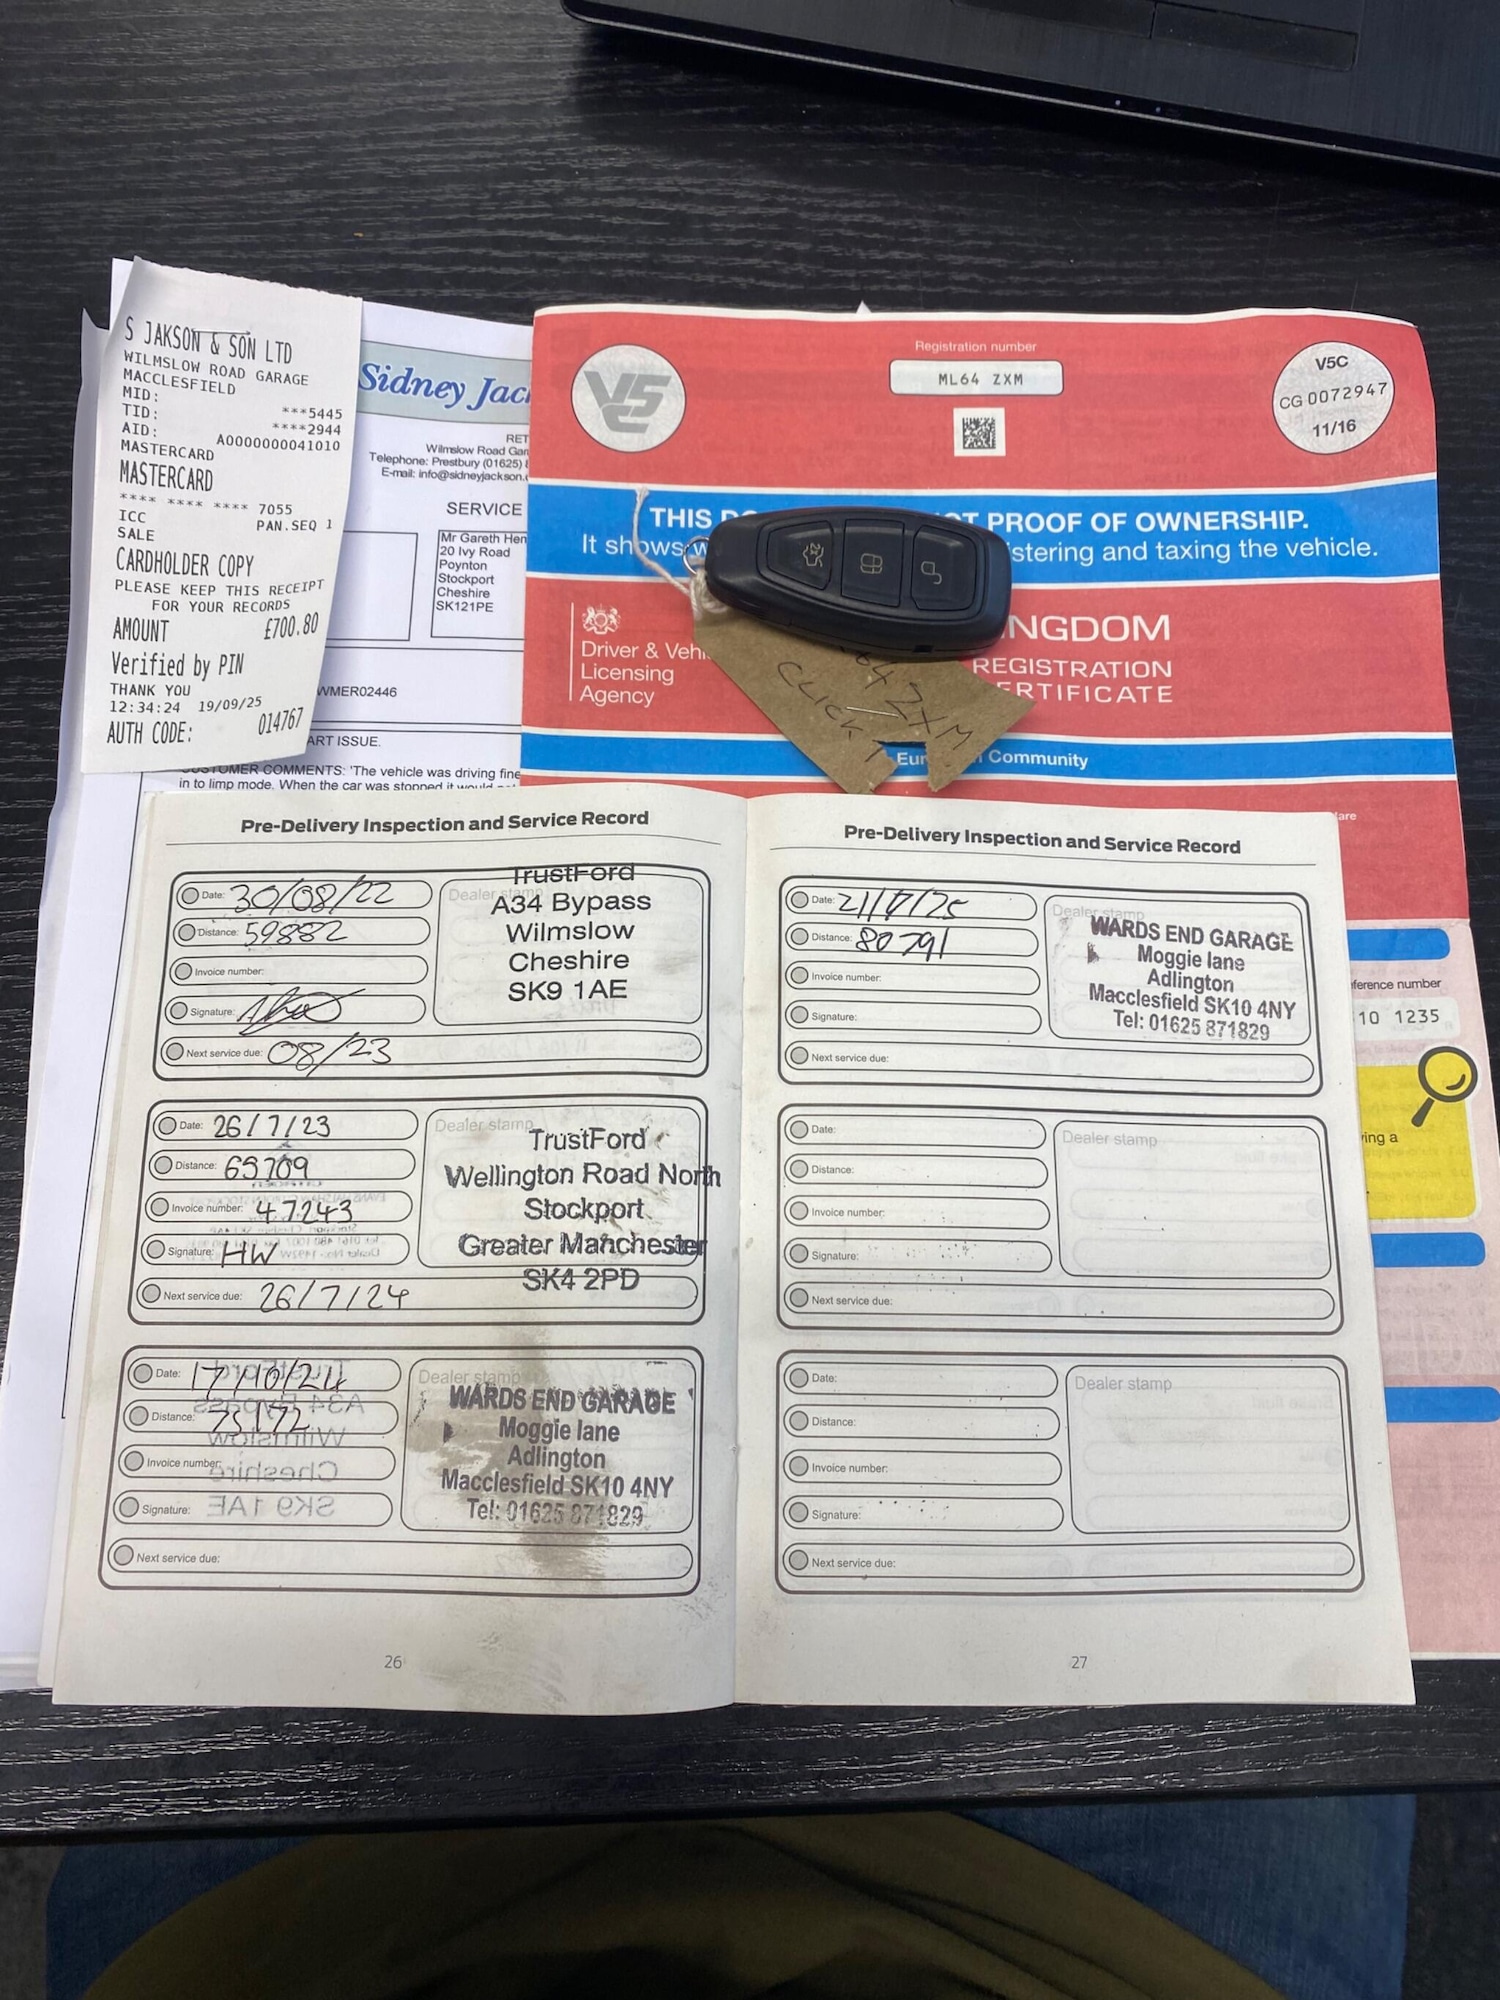 S JAKSON & SON LTD
WILMSLOW ROAD GARAGE
MACCLESFIELD
MID: ***5445
TID: ****2944
AID: A0000000041010
MASTERCARD
MASTERCARD
**** **** **** 7055
ICC PAN.SEQ 1
SALE
CARDHOLDER COPY
PLEASE KEEP THIS RECEIPT
FOR YOUR RECORDS
AMOUNT £700.80
Verified by PIN
THANK YOU
12:34:24 19/09/25
AUTH CODE: 014767
Sidney Jac
RET
Wilmslow Road Gar
Telephone: Prestbury (01625)
E-mail: info@sidneyjackson.
SERVICE
Mr Gareth Hen
20 Ivy Road
Poynton
Stockport
Cheshire
SK121PE
WMER02446
ART ISSUE.
CUSTOMER COMMENTS: 'The vehicle was driving fine
in to limp mode. When the car was stopped it would
V5C
Registration number
ML64 ZXM
V5C
CG 0072947
11/16
THIS DO OT PROOF OF OWNERSHIP.
It shows w istering and taxing the vehicle.
Driver & Vehi
Licensing
Agency
NGDOM
REGISTRATION
ERTIFICATE
64 ZXM
CLICK
Euro n Community
are
ference number
10 1235
ing a
Pre-Delivery Inspection and Service Record
Date: 30/08/22
Distance: 59882
Invoice number:
Signature:
Next service due: 08/23
Dealer stamp
TrustFord
A34 Bypass
Wilmslow
Cheshire
SK9 1AE
Date: 26/7/23
Distance: 65709
Invoice number: 47243
Signature: HW
Next service due: 26/7/24
Dealer stamp
TrustFord
Wellington Road North
Stockport
Greater Manchester
SK4 2PD
Date: 17/10/24
Distance: 75172
Invoice number:
Signature:
Next service due:
Dealer stamp
WARDS END GARAGE
Moggie lane
Adlington
Macclesfield SK10 4NY
Tel: 01625 871829
26
Pre-Delivery Inspection and Service Record
Date: 21/7/25
Distance: 80791
Invoice number:
Signature:
Next service due:
Dealer stamp
WARDS END GARAGE
Moggie lane
Adlington
Macclesfield SK10 4NY
Tel: 01625 871829
Date:
Distance:
Invoice number:
Signature:
Next service due:
Dealer stamp
Date:
Distance:
Invoice number:
Signature:
Next service due:
Dealer stamp
27